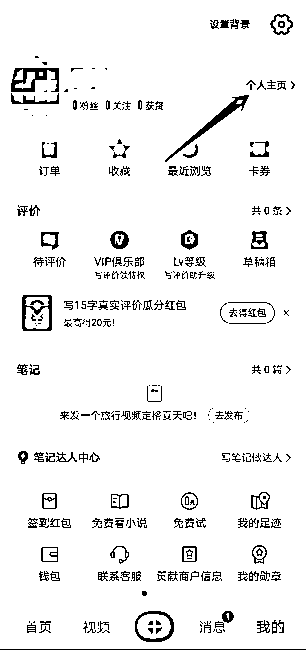 设置背景
个人主页 >
0粉丝 0关注 0获赞
订单 收藏 最近浏览 卡券
评价 共0条 >
待评价 VIP俱乐部 Lv等级 草稿箱
写评价领特权 写评价助升级
写15字真实评价瓜分红包 去得红包 ×
最高得20元!
笔记 共0篇 >
来发一个旅行视频定格夏天吧! 去发布
笔记达人中心 写笔记做达人 >
签到红包 免费看小说 免费试 我的足迹
钱包 联系客服 贡献商户信息 我的勋章
首页 视频 消息 1 我的